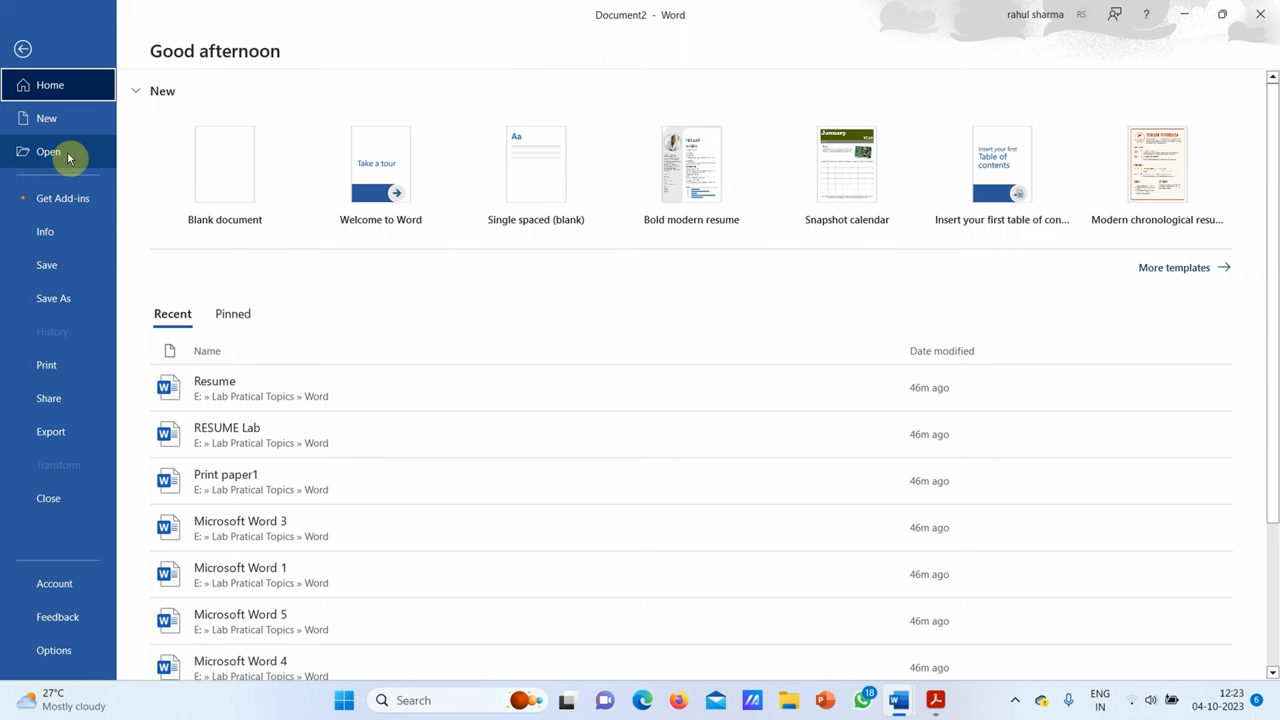 Document2 - Word
rahul sharma RS ?
Good afternoon
Home
New
Open
Get Add-ins
Info
Save
Save As
History
Print
Share
Export
Transform
Close
Account
Feedback
Options
New
Aa
Take a tour
Insert your first
Table of
contents
January
Blank document
Welcome to Word
Single spaced (blank)
Bold modern resume
Snapshot calendar
Insert your first table of con...
Modern chronological resu...
More templates
Recent Pinned
Name Date modified
Resume
E: » Lab Pratical Topics » Word
46m ago
RESUME Lab
E: » Lab Pratical Topics » Word
46m ago
Print paper1
E: » Lab Pratical Topics » Word
46m ago
Microsoft Word 3
E: » Lab Pratical Topics » Word
46m ago
Microsoft Word 1
E: » Lab Pratical Topics » Word
46m ago
Microsoft Word 5
E: » Lab Pratical Topics » Word
46m ago
Microsoft Word 4
E: » Lab Pratical Topics » Word
46m ago
27°C
Mostly cloudy
Search
18
ENG
IN
12:23
04-10-2023
6